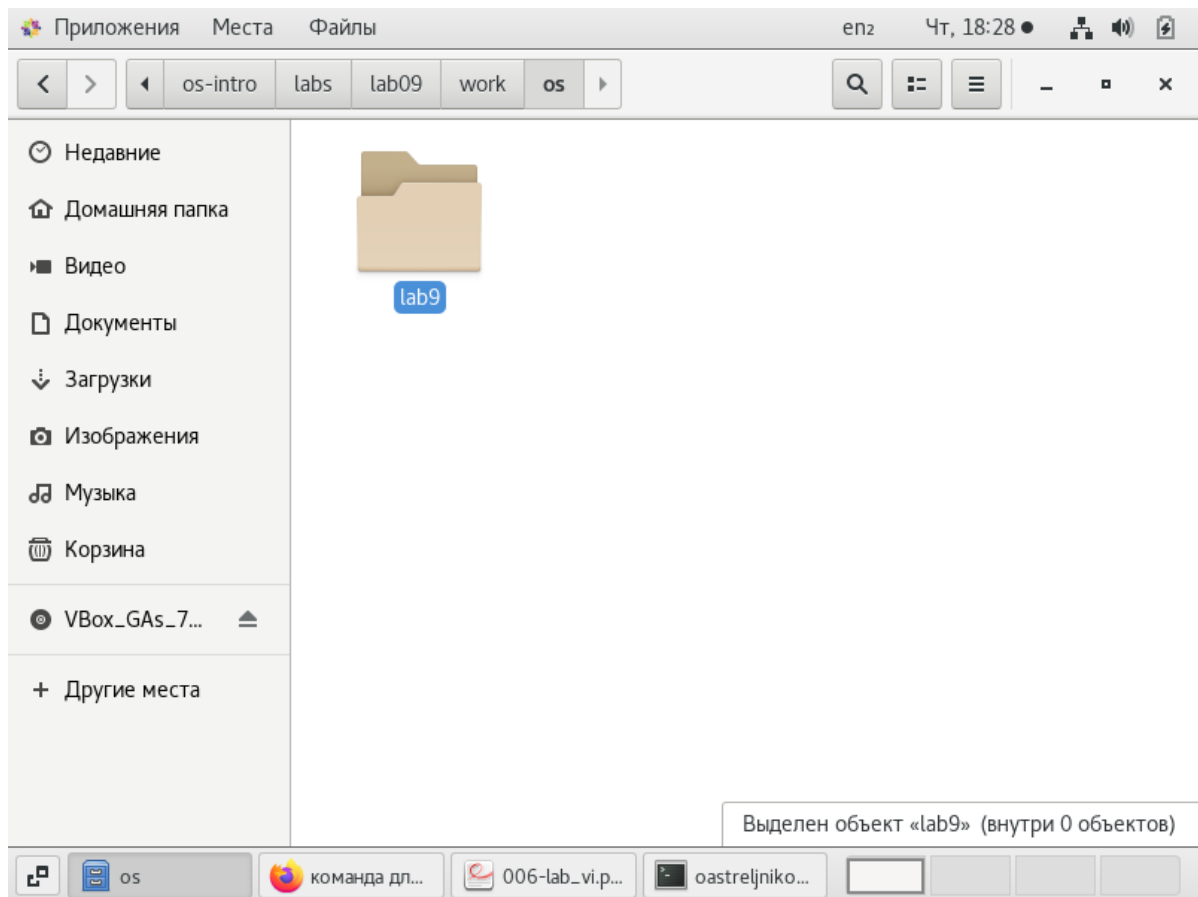 Приложения Места Файлы en₂ Чт, 18:28
os-intro labs lab09 work os
Недавние
Домашняя папка
Видео
Документы
Загрузки
Изображения
Музыка
Корзина
VBox_GAs_7...
Другие места
lab9
Выделен объект «lab9» (внутри 0 объектов)
os команда дл... 006-lab_vi.p... oastreljniko...